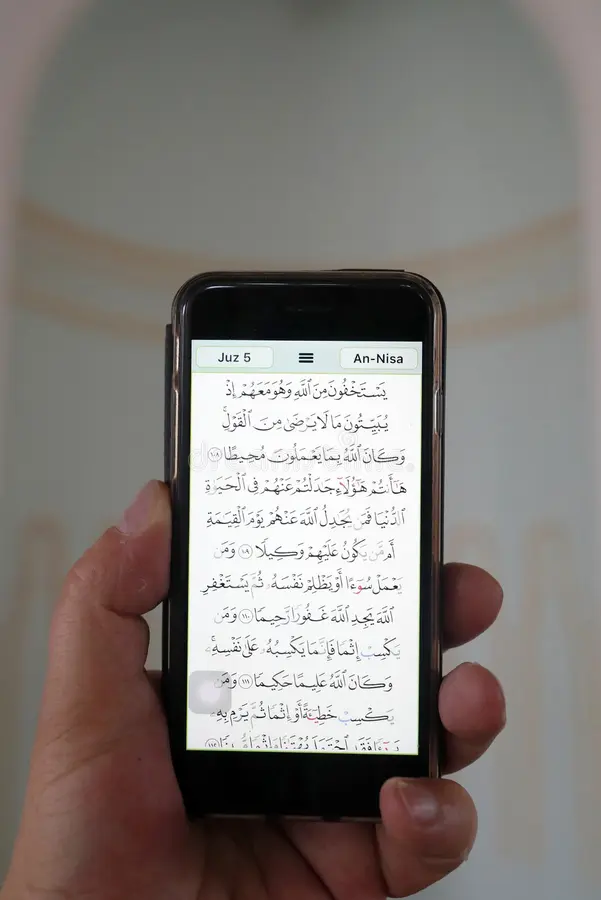 Juz 5 An-Nisa
يَسْتَخْفُونَ مِنَ ٱللَّهِ وَهُوَ مَعَهُمْ إِذْ
يُبَيِّتُونَ مَا لَا يَرْضَىٰ مِنَ ٱلْقَوْلِ ۚ
وَكَانَ ٱللَّهُ بِمَا يَعْمَلُونَ مُحِيطًا ١٠٨
هَـٰٓأَنتُمْ هَـٰٓؤُلَآءِ جَـٰدَلْتُمْ عَنْهُمْ فِى ٱلْحَيَوٰةِ
ٱلدُّنْيَا فَمَن يُجَـٰدِلُ ٱللَّهَ عَنْهُمْ يَوْمَ ٱلْقِيَـٰمَةِ
أَم مَّن يَكُونُ عَلَيْهِمْ وَكِيلًا ١٠٩ وَمَن
يَعْمَلْ سُوٓءًا أَوْ يَظْلِمْ نَفْسَهُۥ ثُمَّ يَسْتَغْفِرِ
ٱللَّهَ يَجِدِ ٱللَّهَ غَفُورًا رَّحِيمًا ١١٠ وَمَن
يَكْسِبْ إِثْمًا فَإِنَّمَا يَكْسِبُهُۥ عَلَىٰ نَفْسِهِۦ ۚ
وَكَانَ ٱللَّهُ عَلِيمًا حَكِيمًا ١١١ وَمَن
يَكْسِبْ خَطِيٓـَٔةً أَوْ إِثْمًا ثُمَّ يَرْمِ بِهِۦ